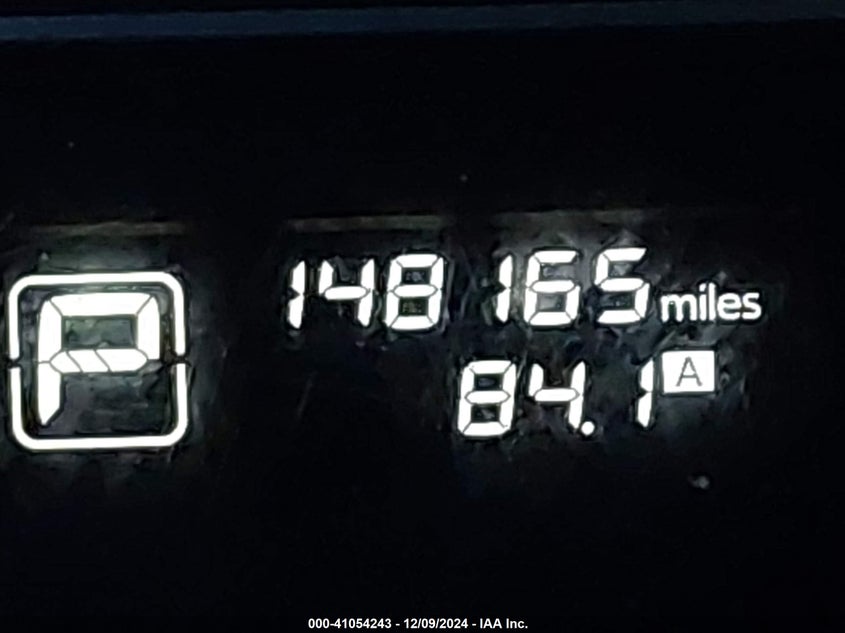 P
148 165 miles
84.1 A
000-41054243 - 12/09/2024 - IAA Inc.